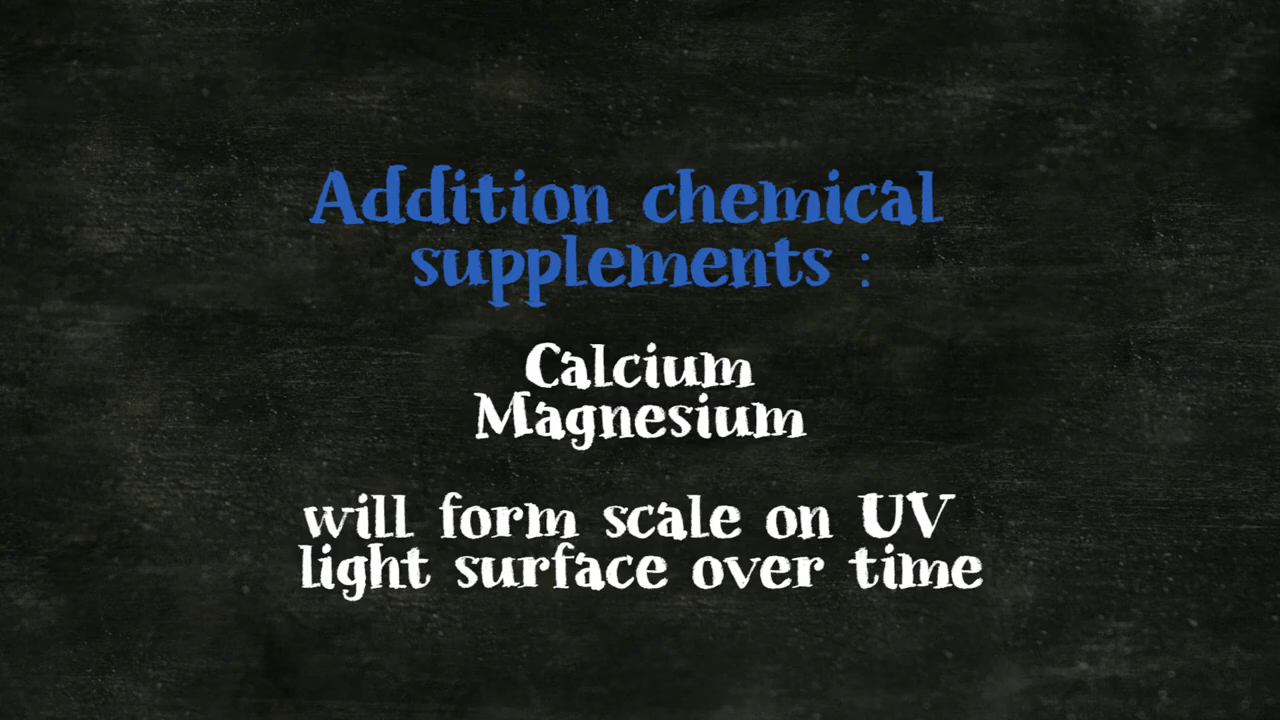 Addition chemical
supplements :
Calcium
Magnesium
will form scale on UV
light surface over time